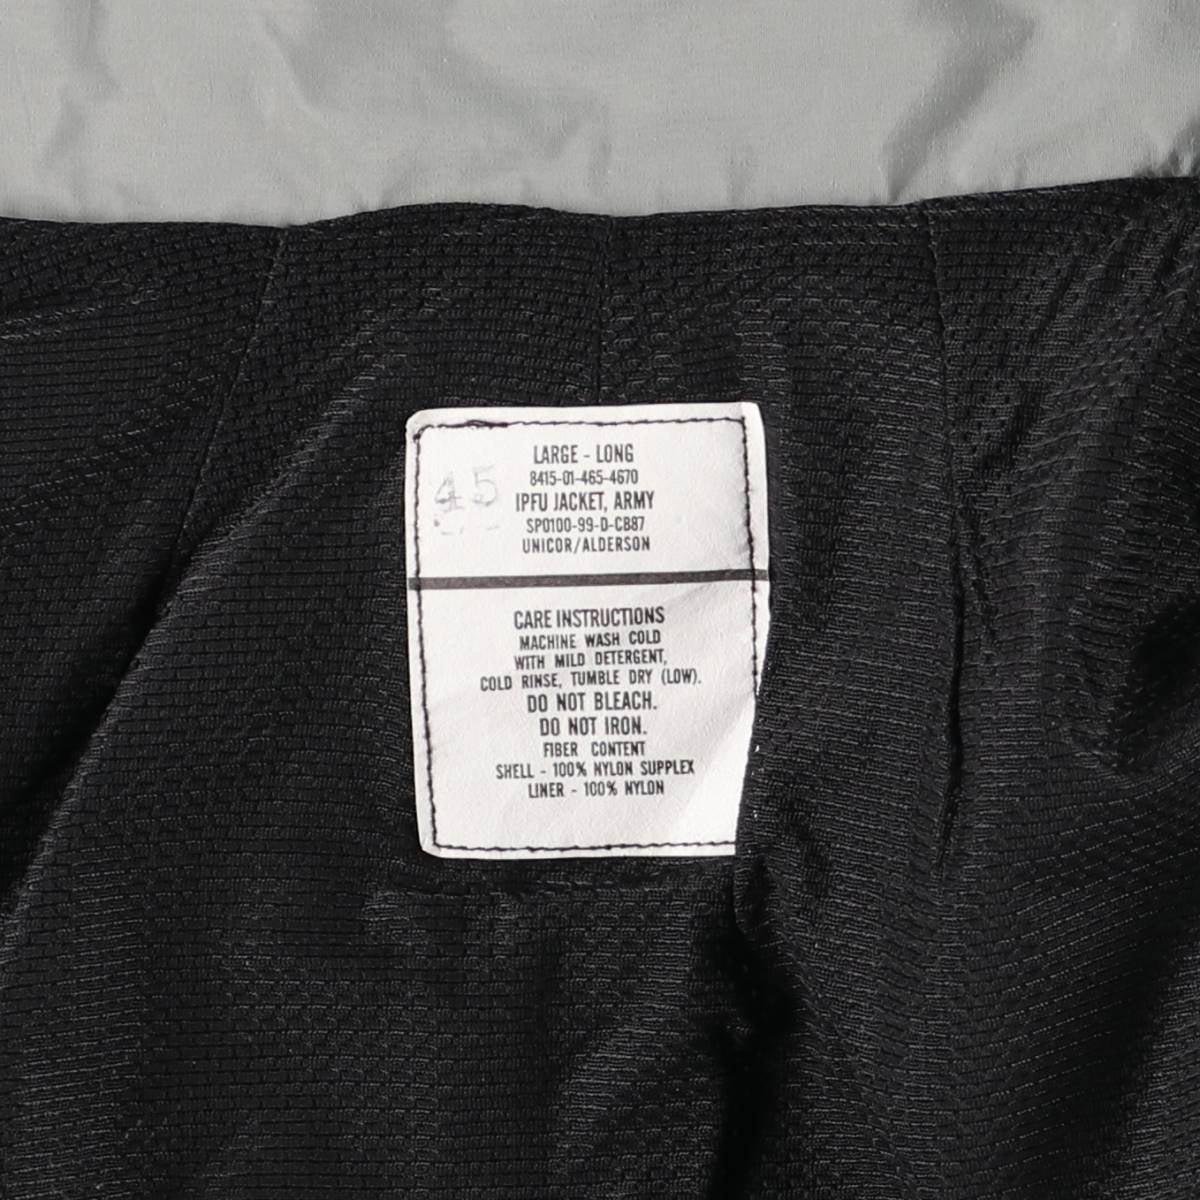 LARGE - LONG
8415-01-465-4670
45
IPFU JACKET, ARMY
SP0100-99-D-CB87
UNICOR/ALDERSON
CARE INSTRUCTIONS
MACHINE WASH COLD
WITH MILD DETERGENT,
COLD RINSE, TUMBLE DRY (LOW).
DO NOT BLEACH.
DO NOT IRON.
FIBER CONTENT
SHELL - 100% NYLON SUPPLEX
LINER - 100% NYLON